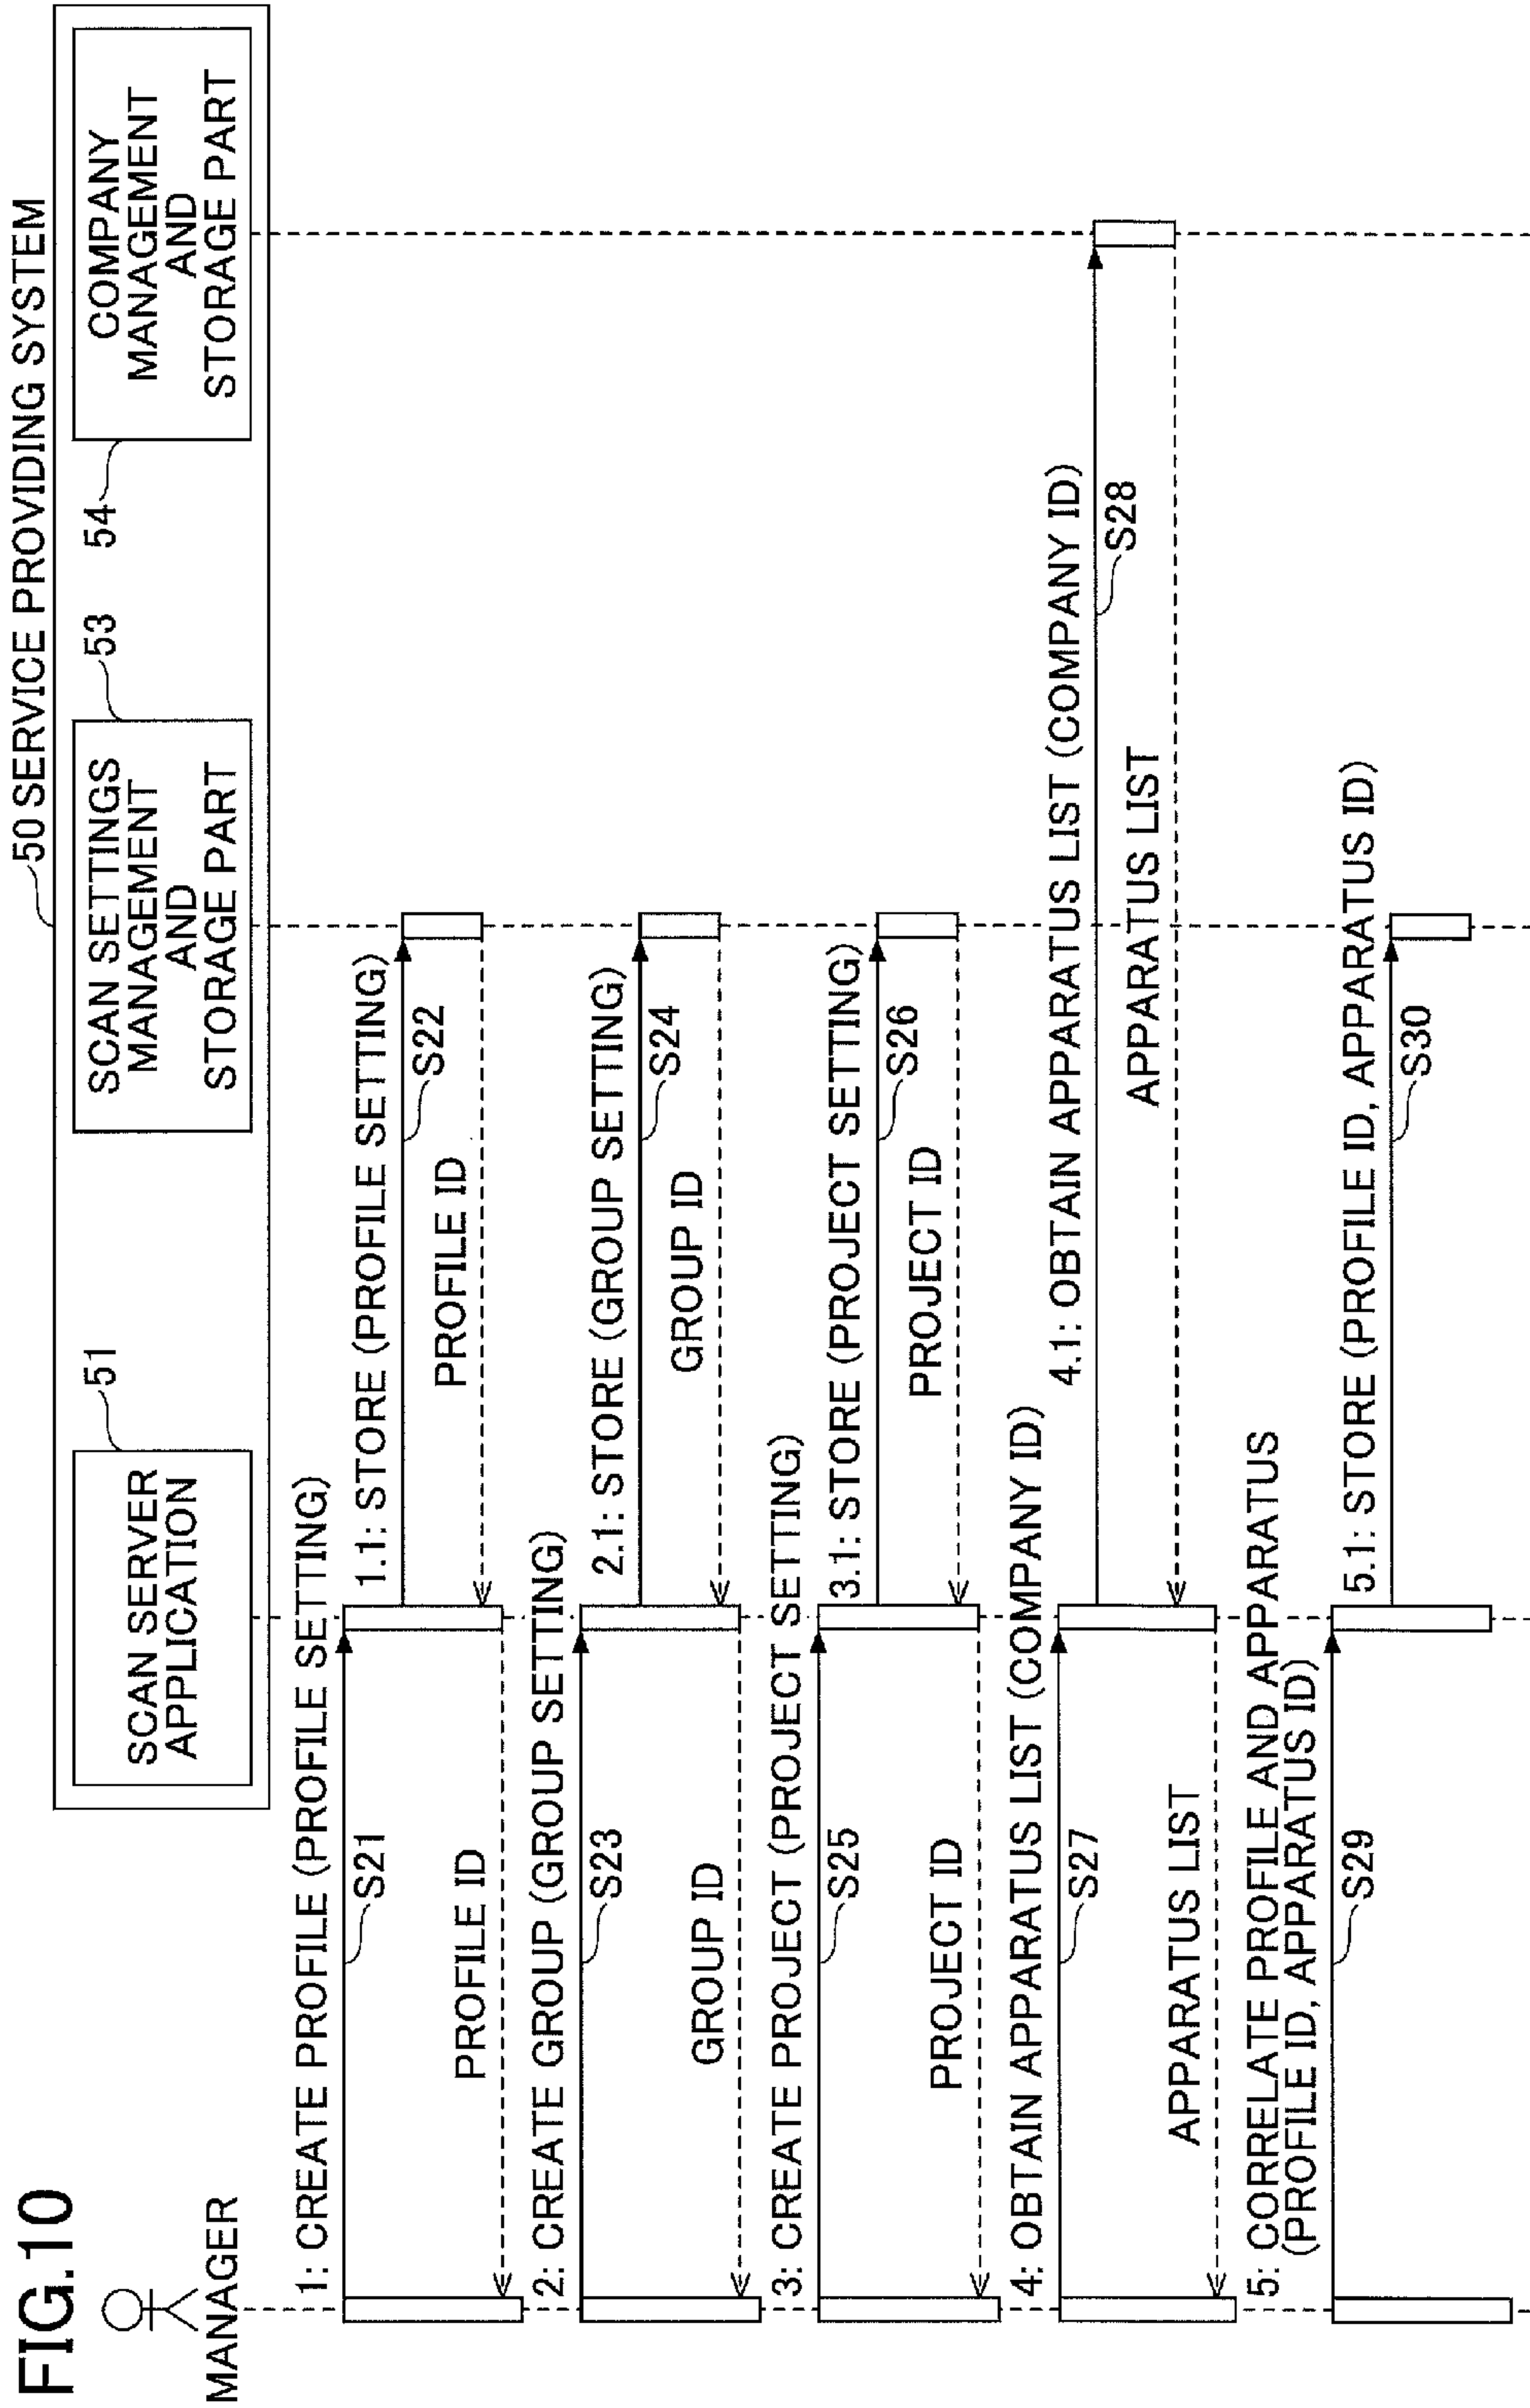 FIG.10
50 SERVICE PROVIDING SYSTEM
MANAGER
SCAN SERVER
APPLICATION
51
SCAN SETTINGS
MANAGEMENT
AND
STORAGE PART
53
COMPANY
MANAGEMENT
AND
STORAGE PART
54
1: CREATE PROFILE (PROFILE SETTING)
S21
1.1: STORE (PROFILE SETTING)
S22
PROFILE ID
PROFILE ID
2: CREATE GROUP (GROUP SETTING)
S23
2.1: STORE (GROUP SETTING)
S24
GROUP ID
GROUP ID
3: CREATE PROJECT (PROJECT SETTING)
S25
3.1: STORE (PROJECT SETTING)
S26
PROJECT ID
PROJECT ID
4: OBTAIN APPARATUS LIST (COMPANY ID)
S27
4.1: OBTAIN APPARATUS LIST (COMPANY ID)
S28
APPARATUS LIST
APPARATUS LIST
5: CORRELATE PROFILE AND APPARATUS
(PROFILE ID, APPARATUS ID)
S29
5.1: STORE (PROFILE ID, APPARATUS ID)
S30